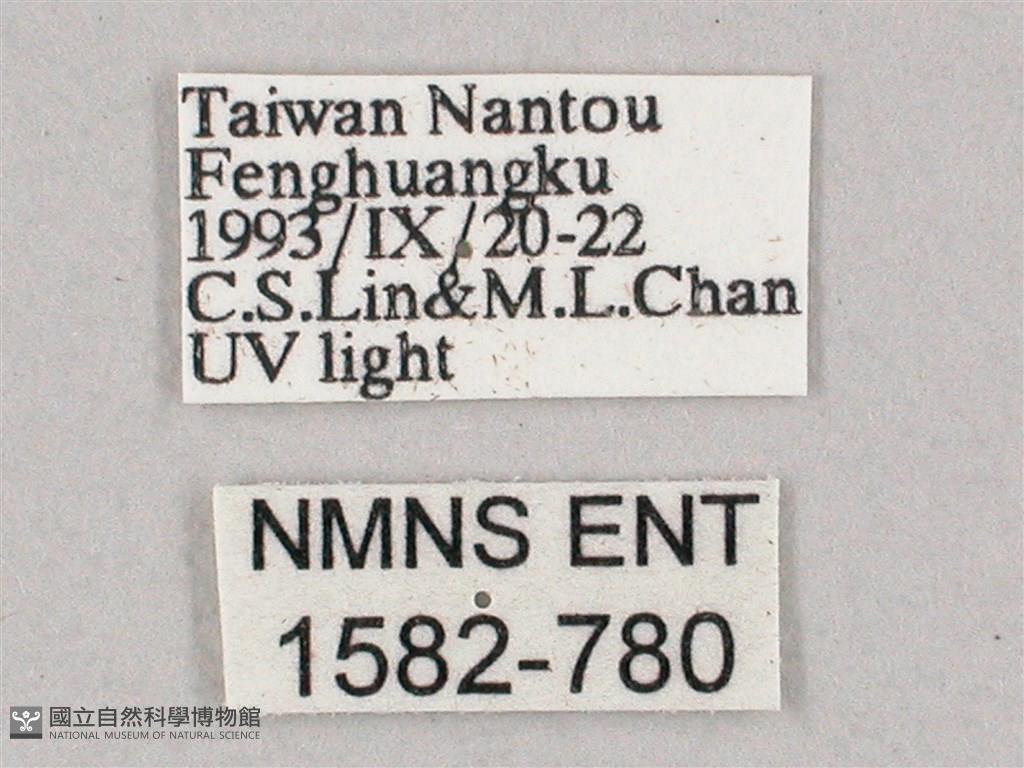 Taiwan Nantou
Fenghuangku
1993/IX/20-22
C.S.Lin&M.L.Chan
UV light
NMNS ENT
1582-780
國立自然科學博物館
NATIONAL MUSEUM OF NATURAL SCIENCE